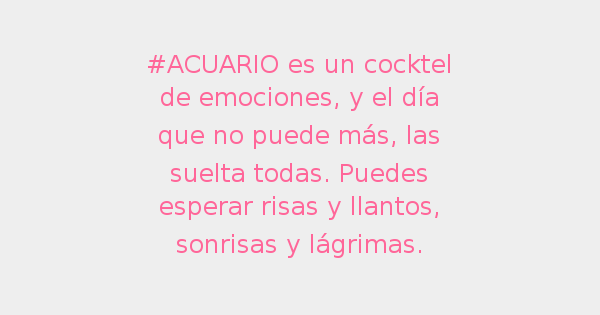 #ACUARIO es un cocktel
de emociones, y el día
que no puede más, las
suelta todas. Puedes
esperar risas y llantos,
sonrisas y lágrimas.